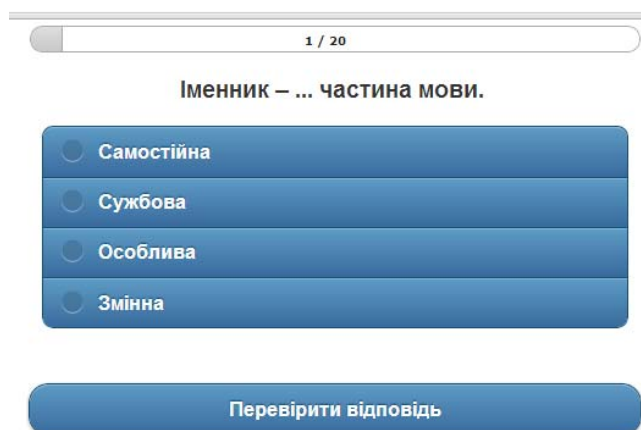 1 / 20
Іменник – ... частина мови.
Самостійна
Сужбова
Особлива
Змінна
Перевірити відповідь